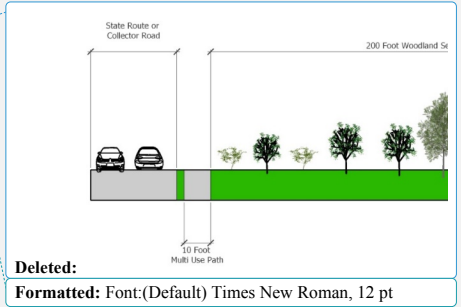 State Route or
Collector Road
200 Foot Woodland Se
10 Foot
Multi Use Path
Deleted:
Formatted: Font:(Default) Times New Roman, 12 pt